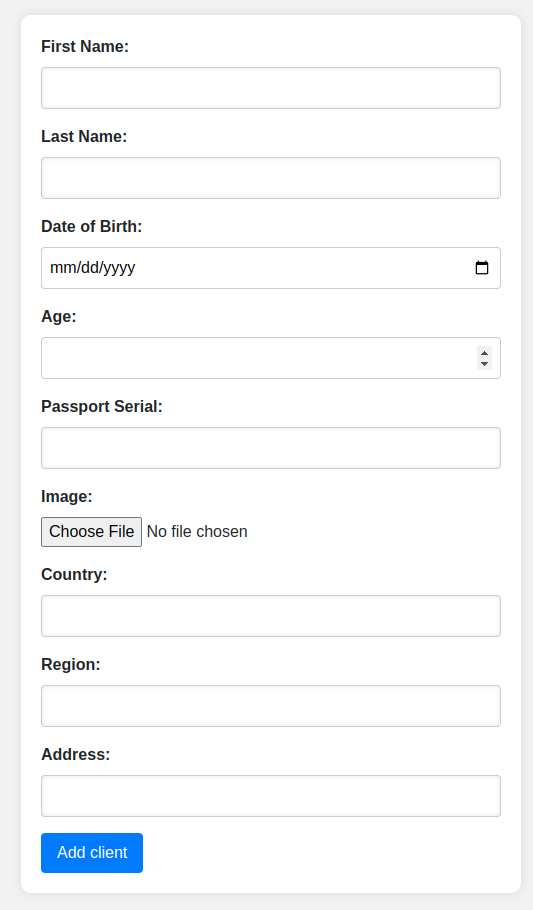 First Name:
Last Name:
Date of Birth:
mm/dd/yyyy
Age:
Passport Serial:
Image:
Choose File No file chosen
Country:
Region:
Address:
Add client